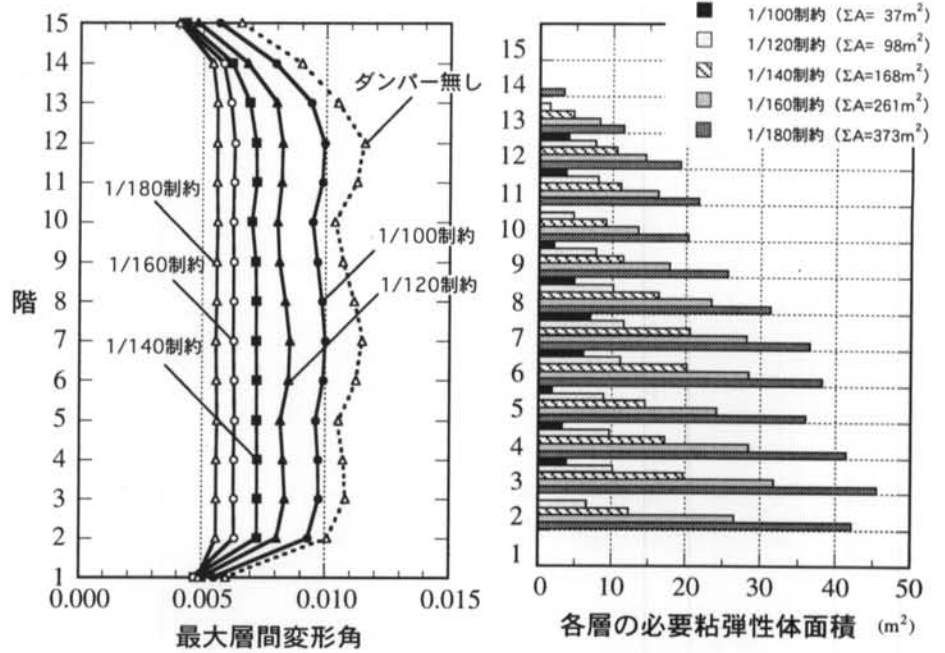 15
14
13
12
11
10
9
8
7
6
5
4
3
2
1
階
ダンパー無し
1/180制約
1/160制約
1/140制約
1/100制約
1/120制約
0.000 0.005 0.010 0.015
最大層間変形角
1/100制約 (ΣA= 37m²)
1/120制約 (ΣA= 98m²)
1/140制約 (ΣA=168m²)
1/160制約 (ΣA=261m²)
1/180制約 (ΣA=373m²)
15
14
13
12
11
10
9
8
7
6
5
4
3
2
1
0 10 20 30 40 50
各層の必要粘弾性体面積 (m²)